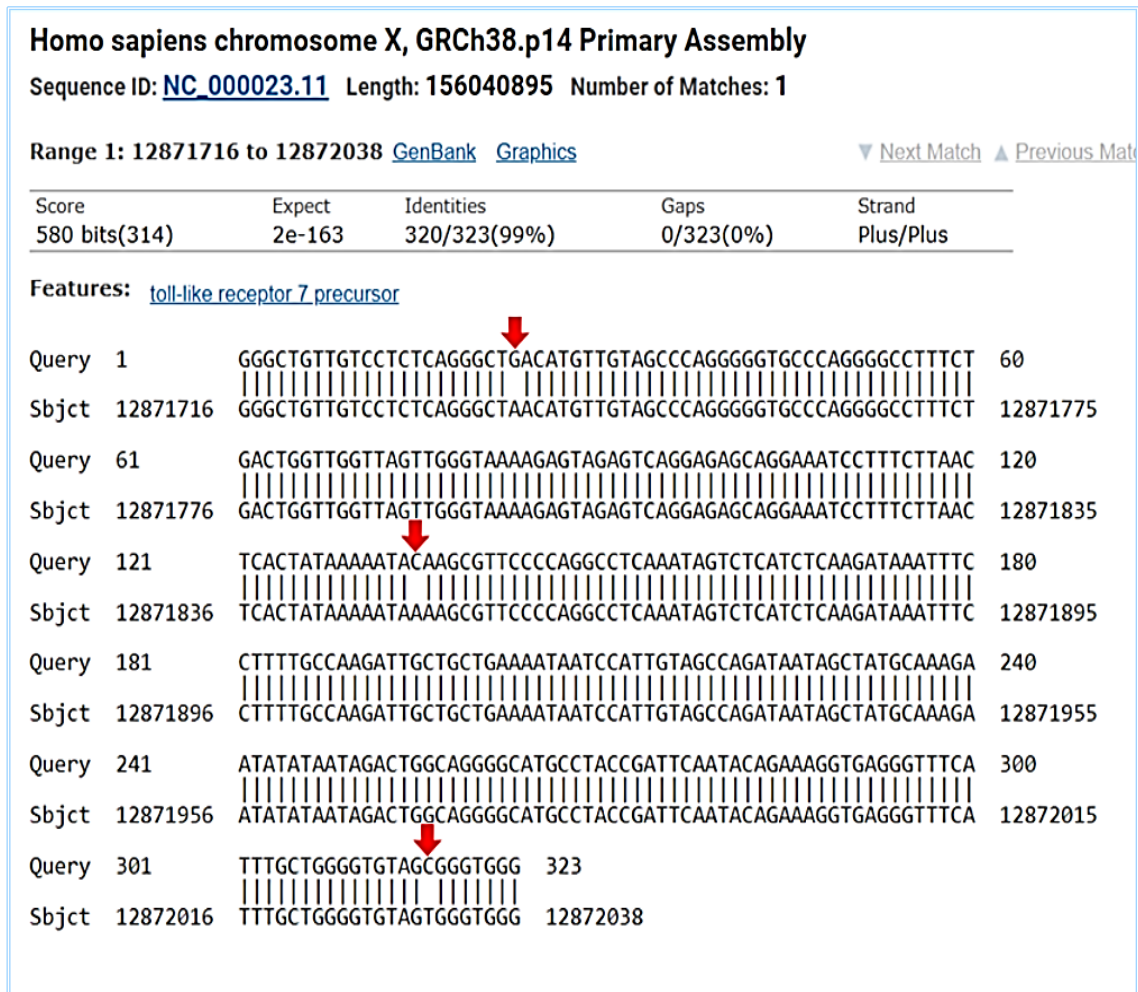 Homo sapiens chromosome X, GRCh38.p14 Primary Assembly
Sequence ID: NC_000023.11 Length: 156040895 Number of Matches: 1
Range 1: 12871716 to 12872038 GenBank Graphics ▼ Next Match ▲ Previous Matc
Score Expect Identities Gaps Strand
580 bits(314) 2e-163 320/323(99%) 0/323(0%) Plus/Plus
Features: toll-like receptor 7 precursor
Query 1 GGGCTGTTGTCCTCTCAGGGCTGACATGTTGTAGCCCAGGGGGTGCCCAGGGGCCTTTCT 60
Sbjct 12871716 GGGCTGTTGTCCTCTCAGGGCTAACATGTTGTAGCCCAGGGGGTGCCCAGGGGCCTTTCT 12871775
Query 61 GACTGGTTGGTTAGTTGGGTAAAAGAGTAGAGTCAGGAGAGCAGGAAATCCTTTCTTAAC 120
Sbjct 12871776 GACTGGTTGGTTAGTTGGGTAAAAGAGTAGAGTCAGGAGAGCAGGAAATCCTTTCTTAAC 12871835
Query 121 TCACTATAAAAATACAAGCGTTCCCCAGGCCTCAAATAGTCTCATCTCAAGATAAATTTC 180
Sbjct 12871836 TCACTATAAAAATAAAAGCGTTCCCCAGGCCTCAAATAGTCTCATCTCAAGATAAATTTC 12871895
Query 181 CTTTTGCCAAGATTGCTGCTGAAAATAATCCATTGTAGCCAGATAATAGCTATGCAAAGA 240
Sbjct 12871896 CTTTTGCCAAGATTGCTGCTGAAAATAATCCATTGTAGCCAGATAATAGCTATGCAAAGA 12871955
Query 241 ATATATAATAGACTGGCAGGGGCATGCCTACCGATTCAATACAGAAAGGTGAGGGTTTCA 300
Sbjct 12871956 ATATATAATAGACTGGCAGGGGCATGCCTACCGATTCAATACAGAAAGGTGAGGGTTTCA 12872015
Query 301 TTTGCTGGGGTGTAGCGGGTGGG 323
Sbjct 12872016 TTTGCTGGGGTGTAGTGGGTGGG 12872038